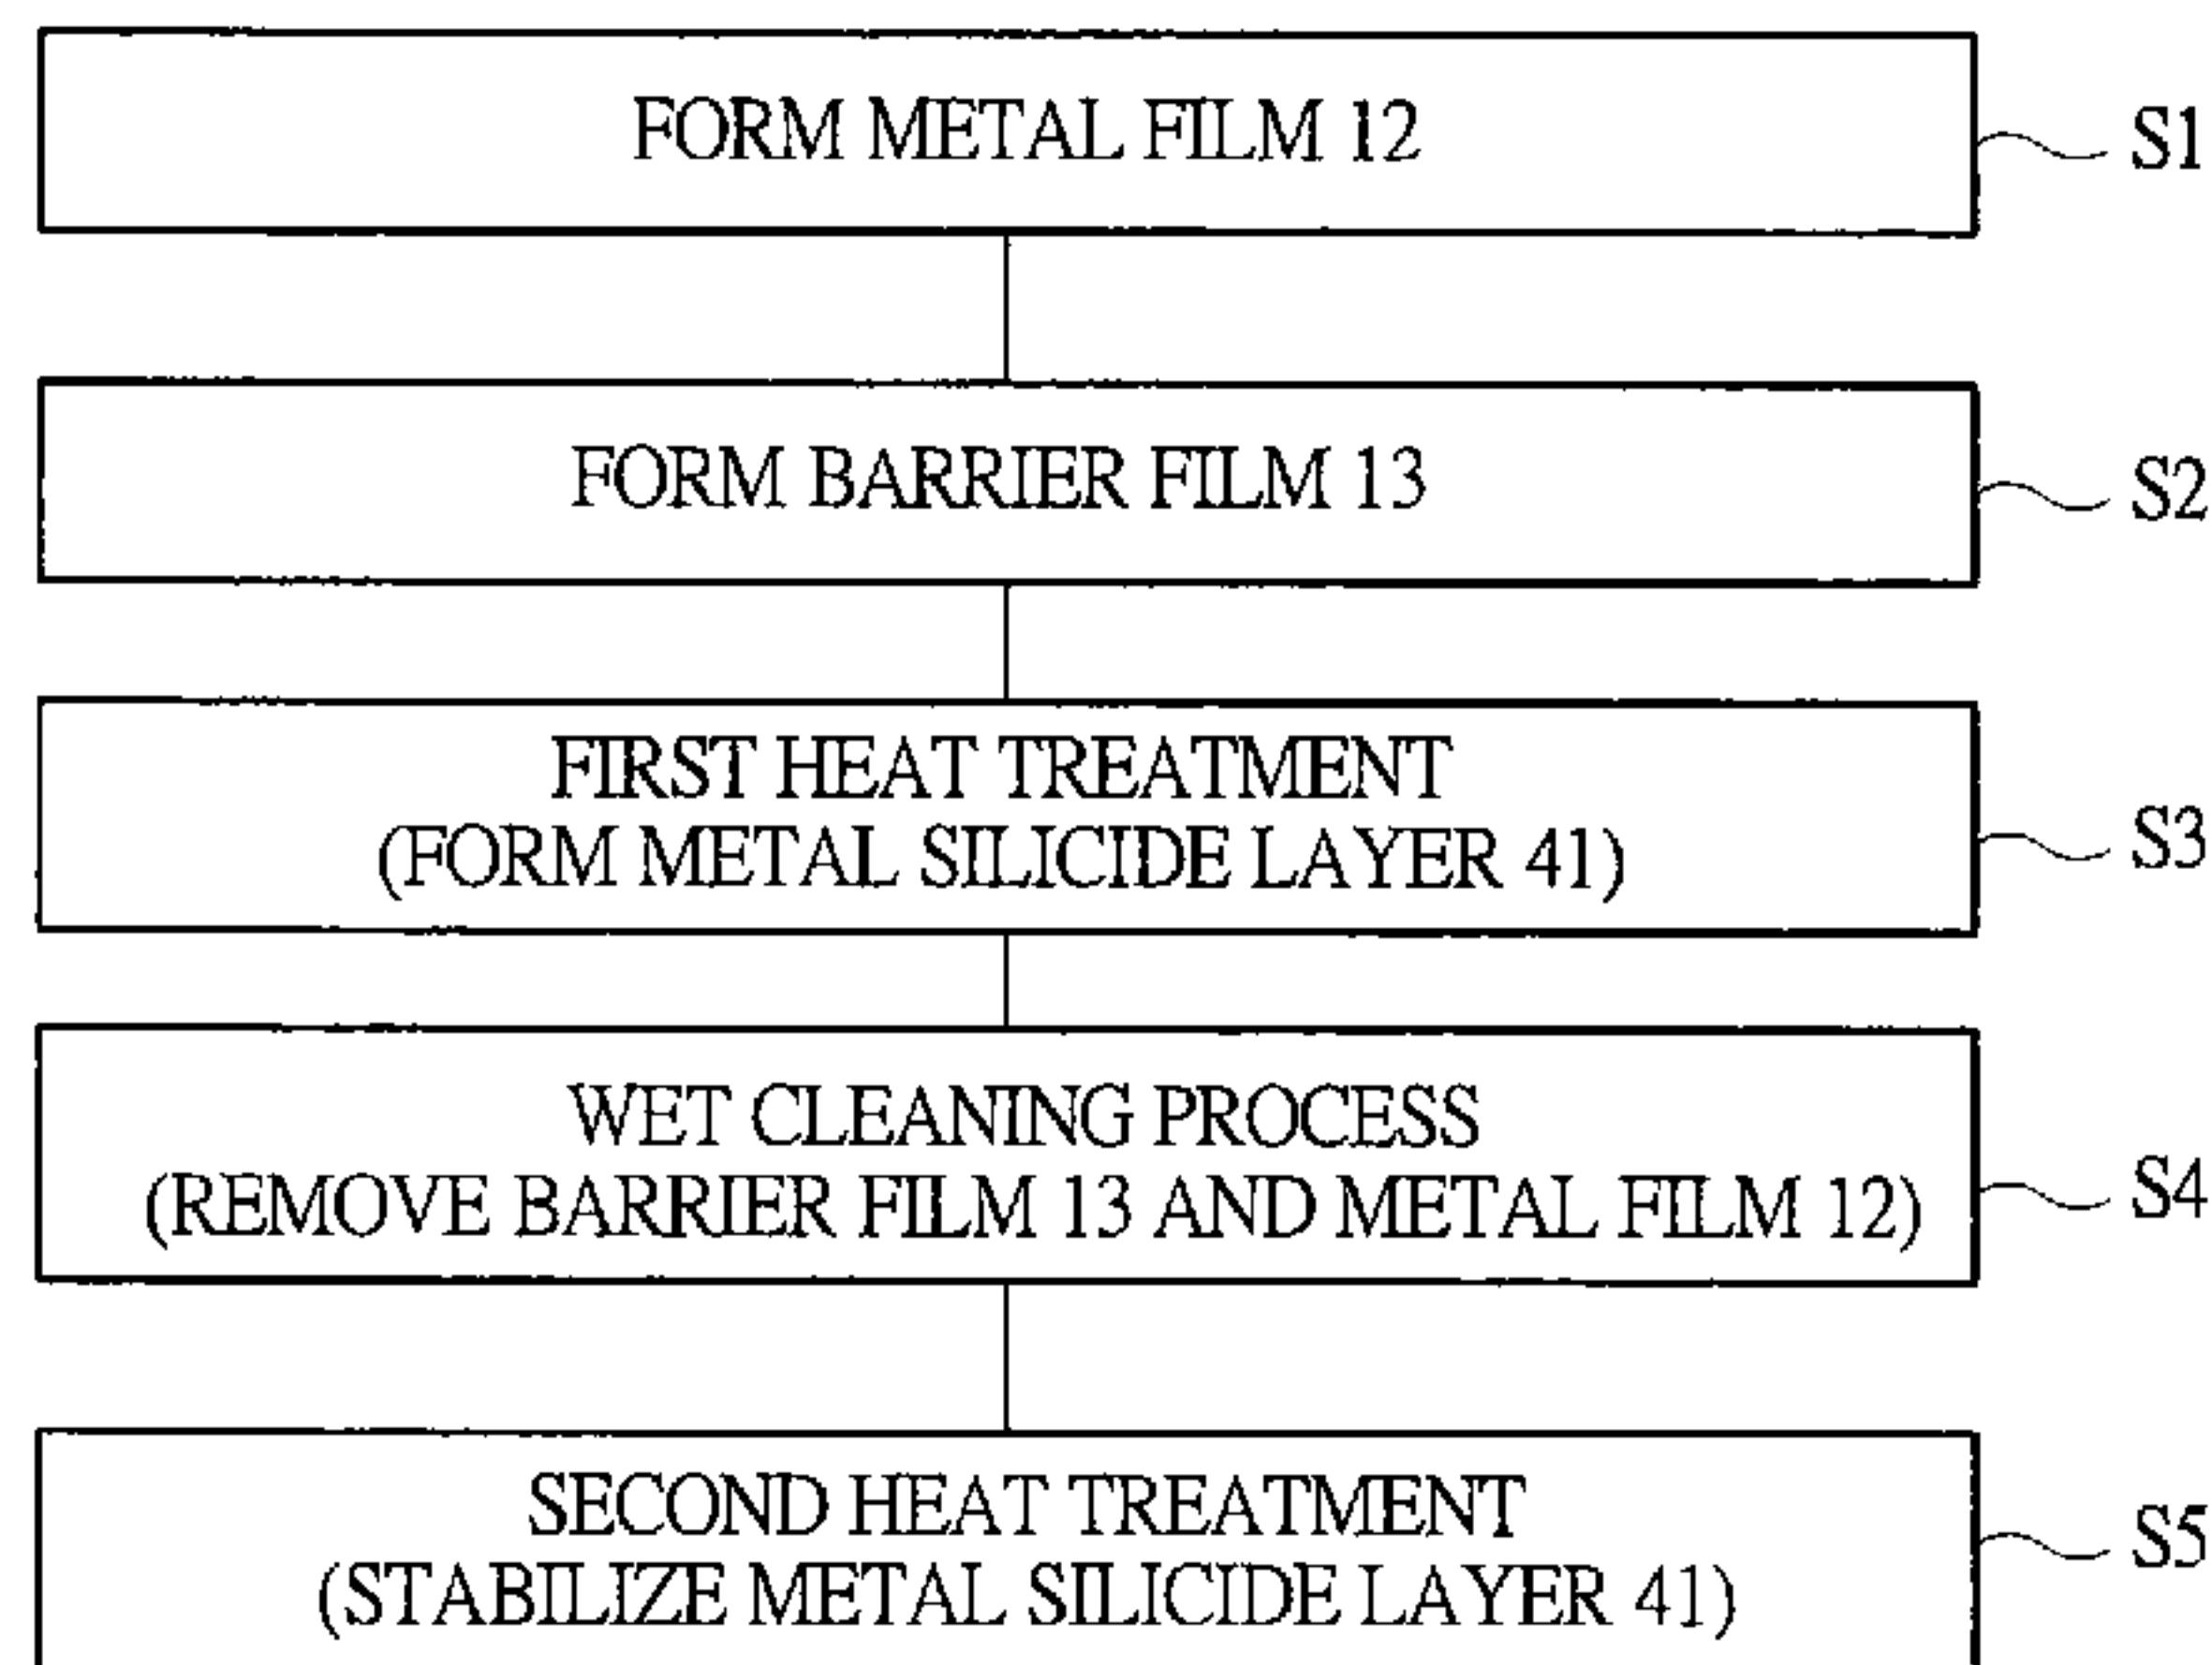 FORM METAL FILM 12
S1
FORM BARRIER FILM 13
S2
FIRST HEAT TREATMENT
(FORM METAL SILICIDE LAYER 41)
S3
WET CLEANING PROCESS
(REMOVE BARRIER FILM 13 AND METAL FILM 12)
S4
SECOND HEAT TREATMENT
(STABILIZE METAL SILICIDE LAYER 41)
S5